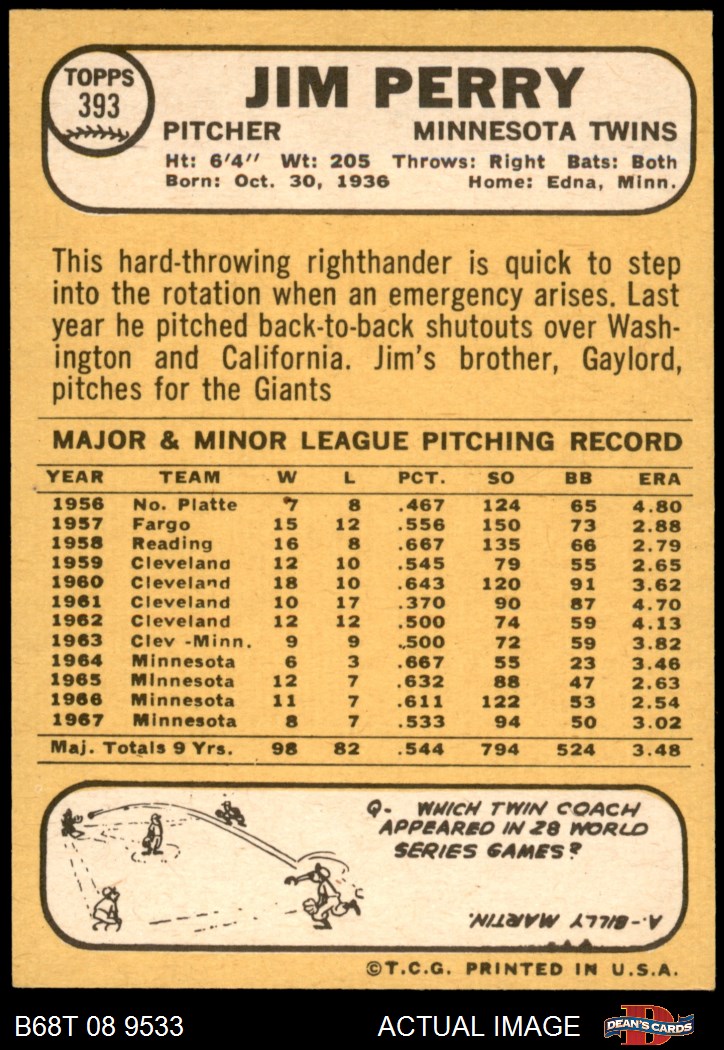 TOPPS
393
JIM PERRY
PITCHER MINNESOTA TWINS
Ht: 6'4" Wt: 205 Throws: Right Bats: Both
Born: Oct. 30, 1936 Home: Edna, Minn.
This hard-throwing righthander is quick to step
into the rotation when an emergency arises. Last
year he pitched back-to-back shutouts over Wash-
ington and California. Jim's brother, Gaylord,
pitches for the Giants
MAJOR & MINOR LEAGUE PITCHING RECORD
YEAR TEAM W L PCT. SO BB ERA
1956 No. Platte 7 8 .467 124 65 4.80
1957 Fargo 15 12 .556 150 73 2.88
1958 Reading 16 8 .667 135 66 2.79
1959 Cleveland 12 10 .545 79 55 2.65
1960 Cleveland 18 10 .643 120 91 3.62
1961 Cleveland 10 17 .370 90 87 4.70
1962 Cleveland 12 12 .500 74 59 4.13
1963 Clev -Minn. 9 9 .500 72 59 3.82
1964 Minnesota 6 3 .667 55 23 3.46
1965 Minnesota 12 7 .632 88 47 2.63
1966 Minnesota 11 7 .611 122 53 2.54
1967 Minnesota 8 7 .533 94 50 3.02
Maj. Totals 9 Yrs. 98 82 .544 794 524 3.48
Q- WHICH TWIN COACH
APPEARED IN 28 WORLD
SERIES GAMES?
A-BILLY MARTIN.
©T.C.G. PRINTED IN U.S.A.
B68T 08 9533 ACTUAL IMAGE DEAN'S CARDS